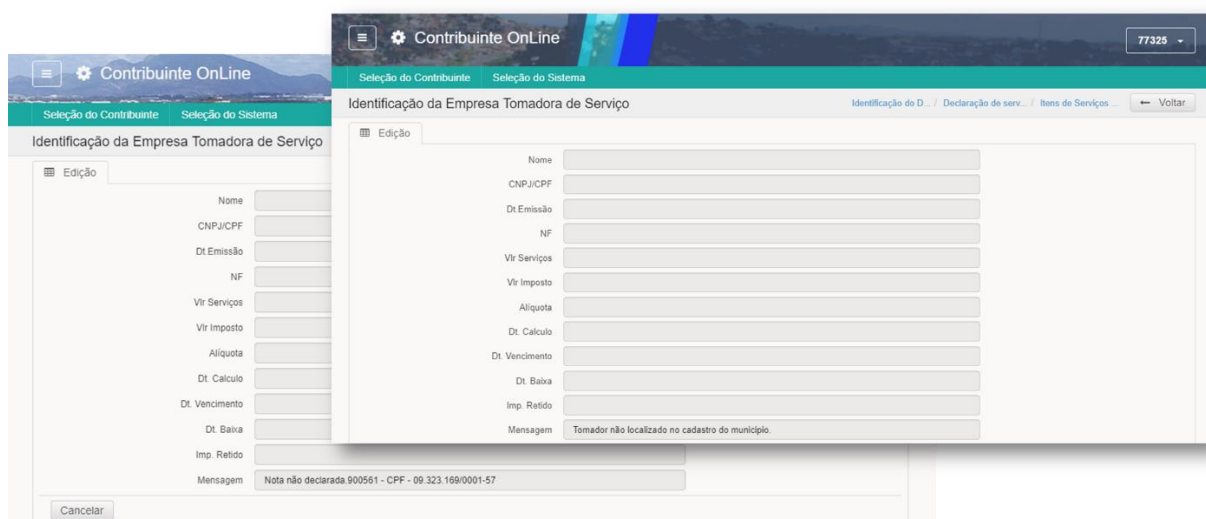 Contribuinte OnLine
Seleção do Contribuinte Seleção do Sistema
Identificação da Empresa Tomadora de Serviço
Edição
Nome
CNPJ/CPF
Dt.Emissão
NF
Vlr Serviços
Vlr Imposto
Alíquota
Dt. Calculo
Dt. Vencimento
Dt. Baixa
Imp. Retido
Mensagem Nota não declarada.900561 - CPF - 09.323.169/0001-57
Cancelar
Contribuinte OnLine 77325
Seleção do Contribuinte Seleção do Sistema
Identificação da Empresa Tomadora de Serviço Identificação do D... / Declaração de serv... / Itens de Serviços ... Voltar
Edição
Nome
CNPJ/CPF
Dt.Emissão
NF
Vlr Serviços
Vlr Imposto
Alíquota
Dt. Calculo
Dt. Vencimento
Dt. Baixa
Imp. Retido
Mensagem Tomador não localizado no cadastro do municipio.